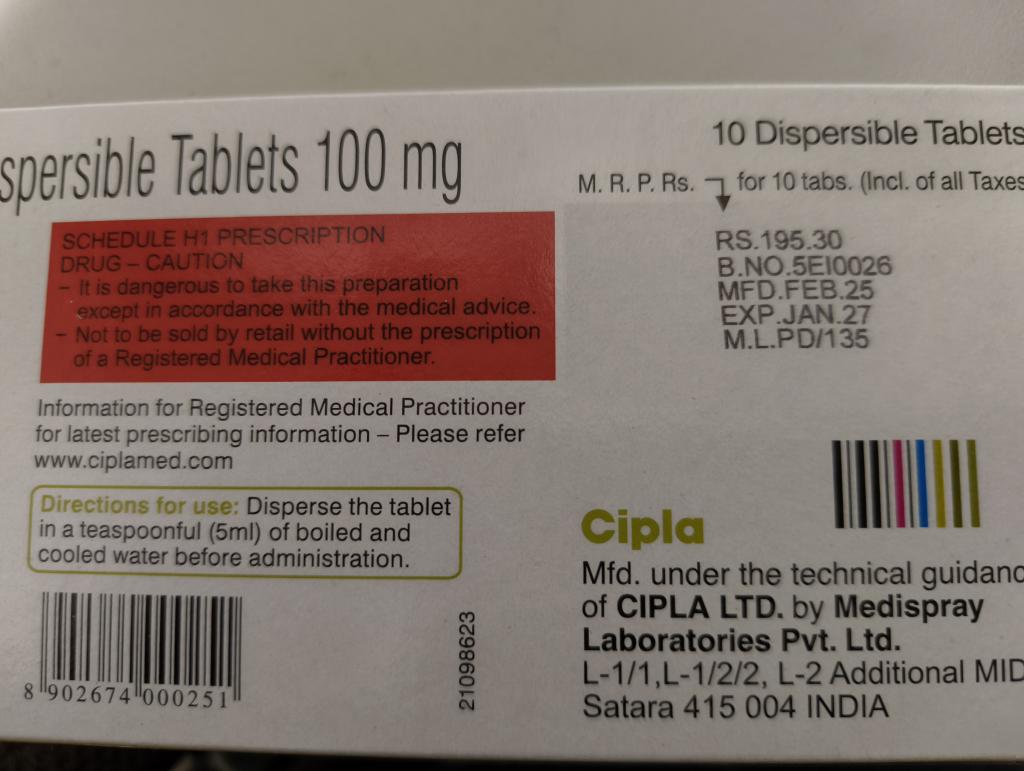 spersible Tablets 100 mg
SCHEDULE H1 PRESCRIPTION
DRUG – CAUTION
– It is dangerous to take this preparation
except in accordance with the medical advice.
– Not to be sold by retail without the prescription
of a Registered Medical Practitioner.
Information for Registered Medical Practitioner
for latest prescribing information – Please refer
www.ciplamed.com
Directions for use: Disperse the tablet
in a teaspoonful (5ml) of boiled and
cooled water before administration.
8 902674 000251
21098623
10 Dispersible Tablets
M. R. P. Rs. for 10 tabs. (Incl. of all Taxes
RS.195.30
B.NO.5EI0026
MFD.FEB.25
EXP.JAN.27
M.L.PD/135
Cipla
Mfd. under the technical guidanc
of CIPLA LTD. by Medispray
Laboratories Pvt. Ltd.
L-1/1,L-1/2/2, L-2 Additional MID
Satara 415 004 INDIA